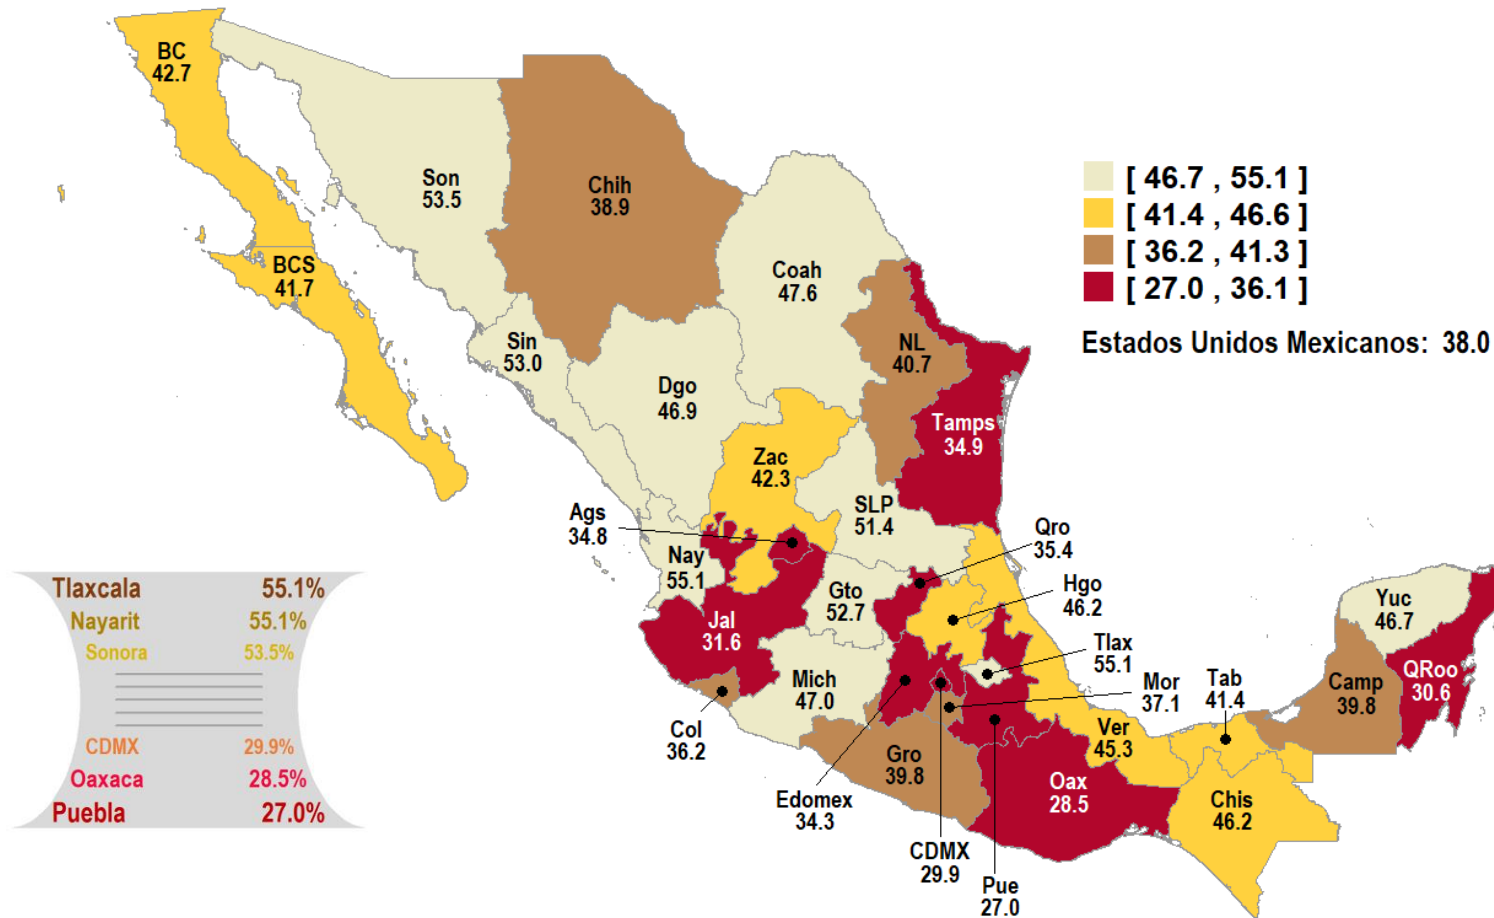 BC
42.7
Son
53.5
Chih
38.9
BCS
41.7
Coah
47.6
Sin
53.0
NL
40.7
Dgo
46.9
Tamps
34.9
Zac
42.3
SLP
51.4
Ags
34.8
Nay
55.1
Gto
52.7
Qro
35.4
Hgo
46.2
Jal
31.6
Tlax
55.1
Mich
47.0
Mor
37.1
Tab
41.4
Yuc
46.7
QRoo
30.6
Camp
39.8
Col
36.2
Gro
39.8
Ver
45.3
Oax
28.5
Chis
46.2
Edomex
34.3
CDMX
29.9
Pue
27.0
[ 46.7 , 55.1 ]
[ 41.4 , 46.6 ]
[ 36.2 , 41.3 ]
[ 27.0 , 36.1 ]
Estados Unidos Mexicanos: 38.0
Tlaxcala 55.1%
Nayarit 55.1%
Sonora 53.5%
CDMX 29.9%
Oaxaca 28.5%
Puebla 27.0%